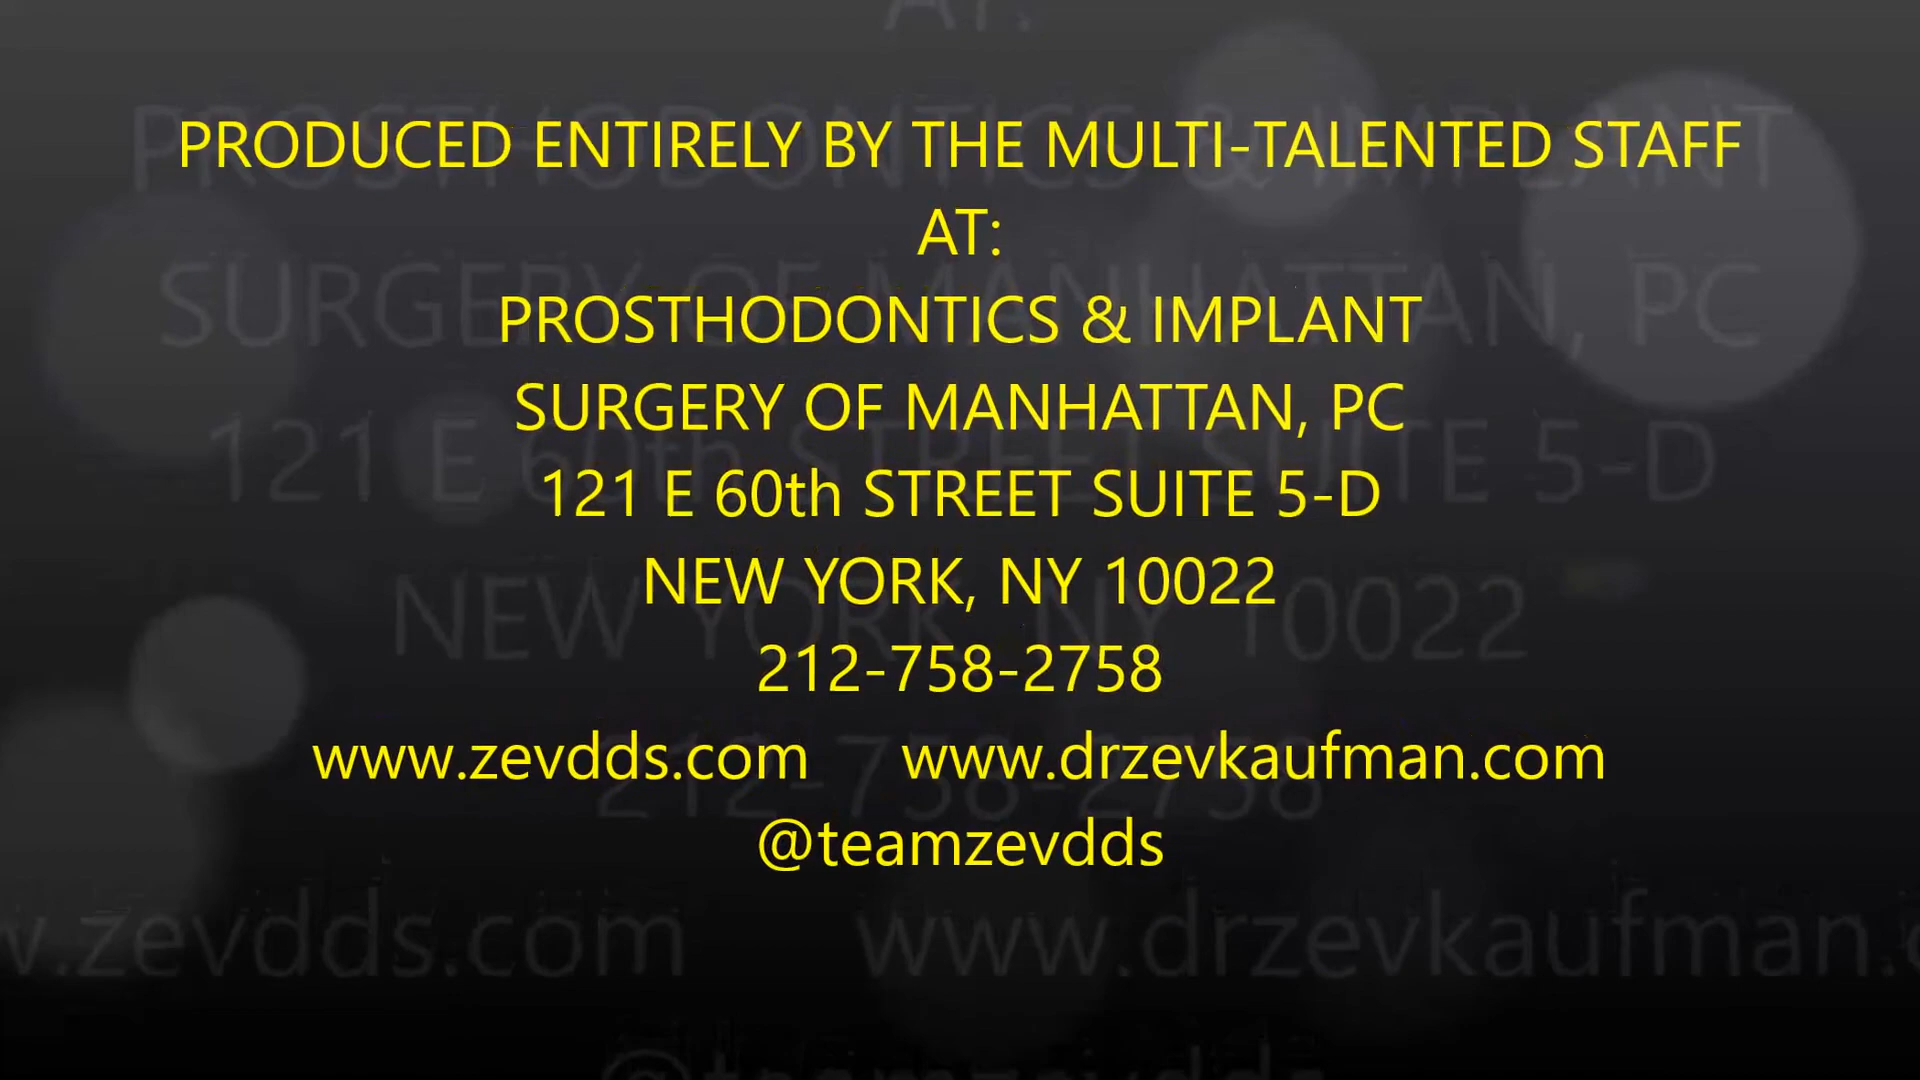 PRODUCED ENTIRELY BY THE MULTI-TALENTED STAFF
AT:
PROSTHODONTICS & IMPLANT
SURGERY OF MANHATTAN, PC
121 E 60th STREET SUITE 5-D
NEW YORK, NY 10022
212-758-2758
www.zevdds.com www.drzevkaufman.com
@teamzevdds